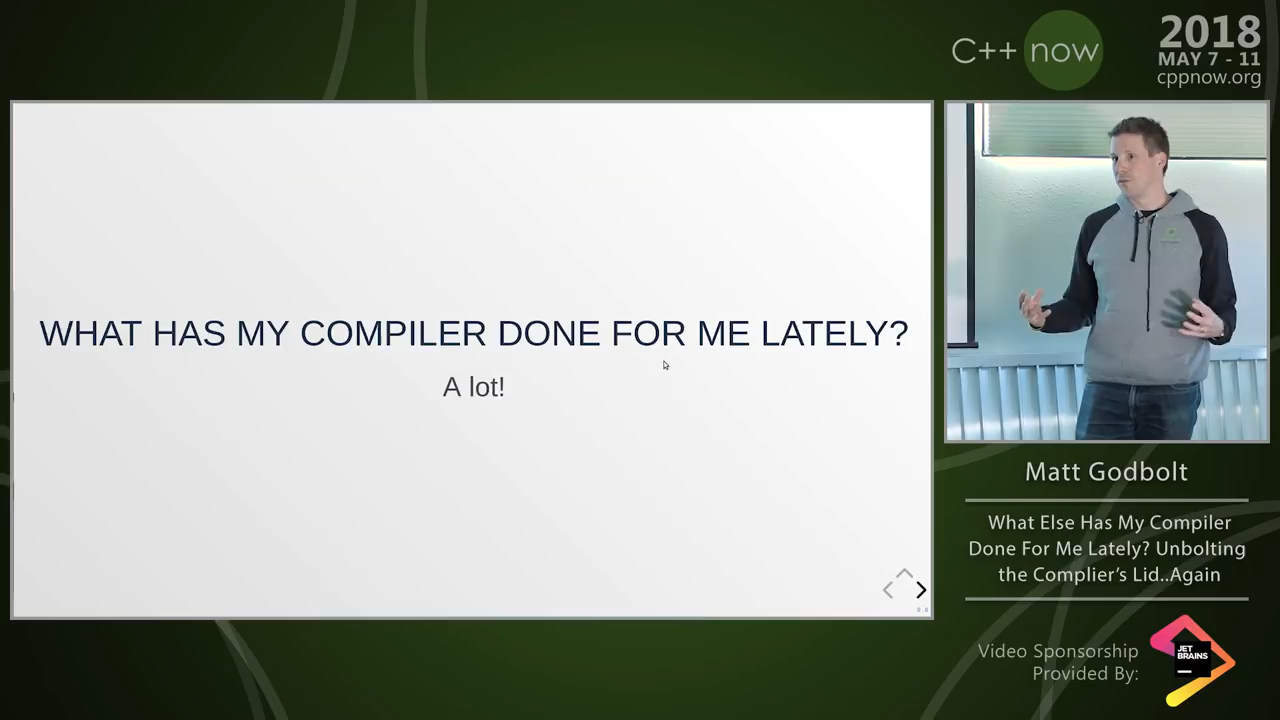 C++ now
2018
MAY 7 - 11
cppnow.org
WHAT HAS MY COMPILER DONE FOR ME LATELY?
A lot!
Matt Godbolt
What Else Has My Compiler
Done For Me Lately? Unbolting
the Complier's Lid..Again
Video Sponsorship
Provided By:
JET
BRAINS